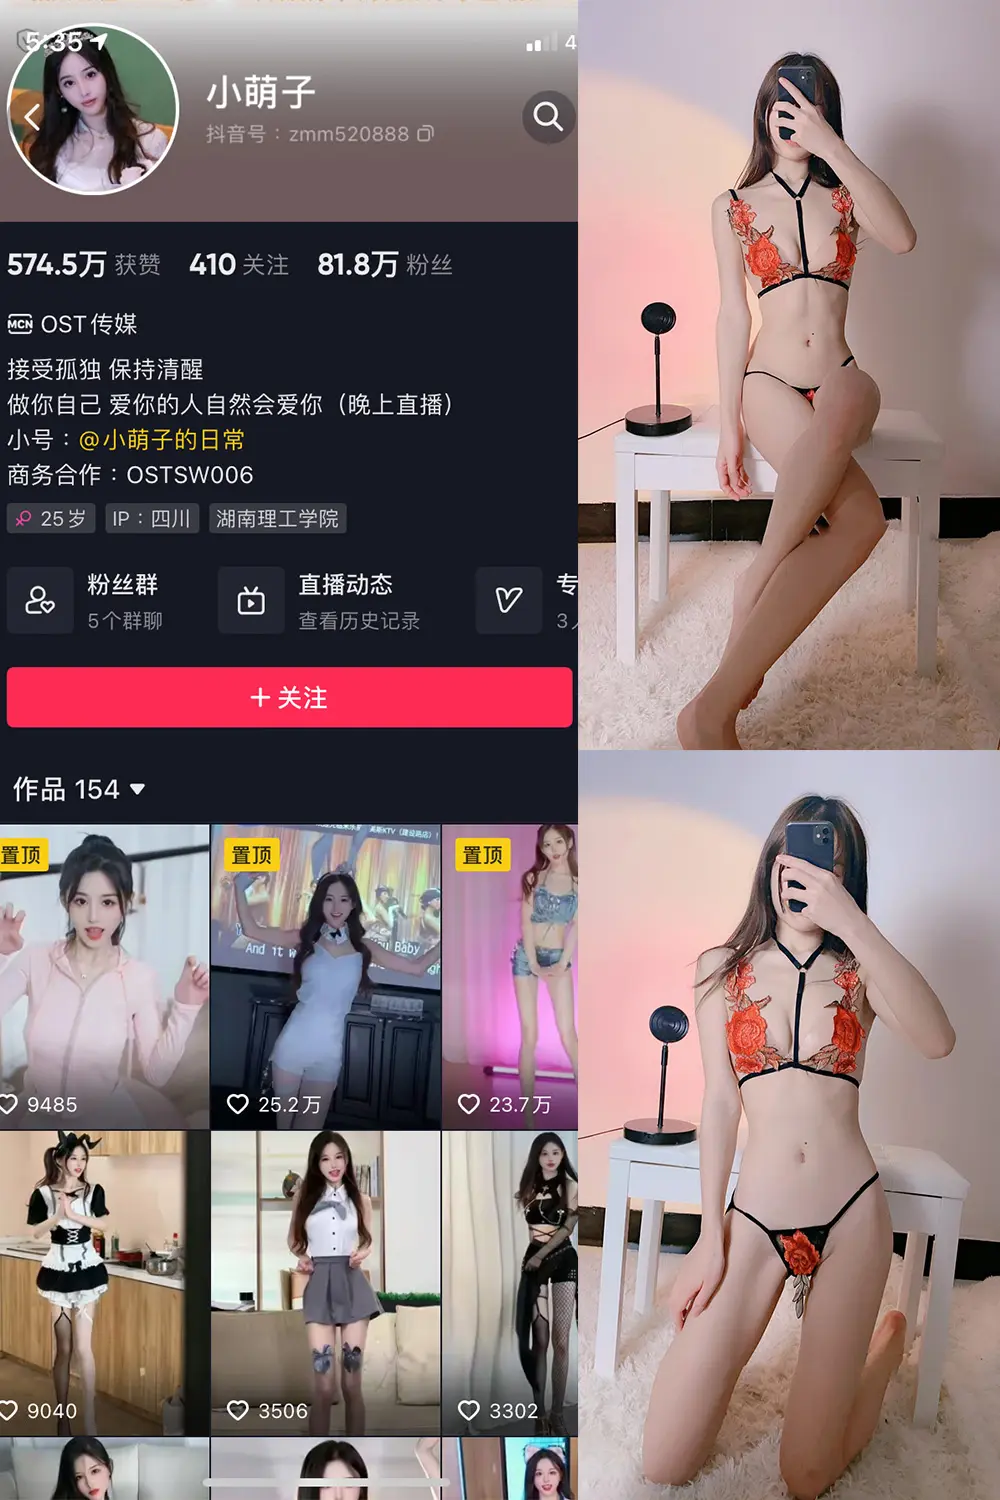 5:35
4
小萌子
抖音号：zmm520888
574.5万 获赞 410 关注 81.8万 粉丝
MCN OST传媒
接受孤独 保持清醒
做你自己 爱你的人自然会爱你（晚上直播）
小号：@小萌子的日常
商务合作：OSTSW006
25岁 IP：四川 湖南理工学院
粉丝群 直播动态 专
5个群聊 查看历史记录 3
+ 关注
作品 154
置顶 置顶 置顶
And it w
u Baby
9485 25.2万 23.7万
9040 3506 3302